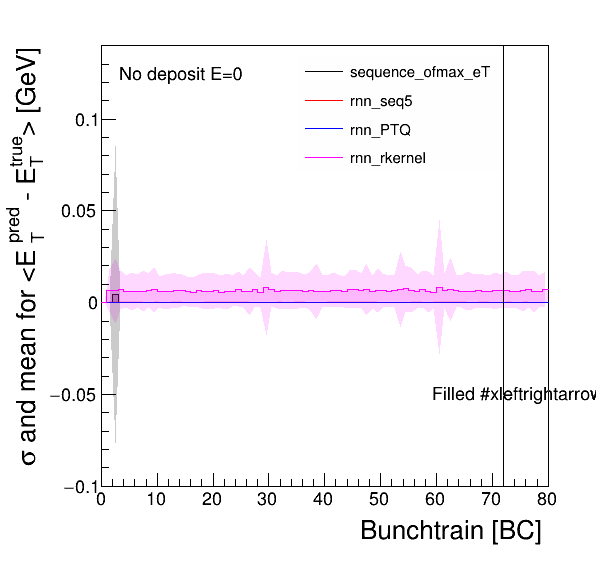 σ and mean for <E_T^pred - E_T^true> [GeV]
No deposit E=0
sequence_ofmax_eT
rnn_seq5
rnn_PTQ
rnn_rkernel
0.1
0.05
0
−0.05
−0.1
Filled #xleftrightarrow
0 10 20 30 40 50 60 70 80
Bunchtrain [BC]